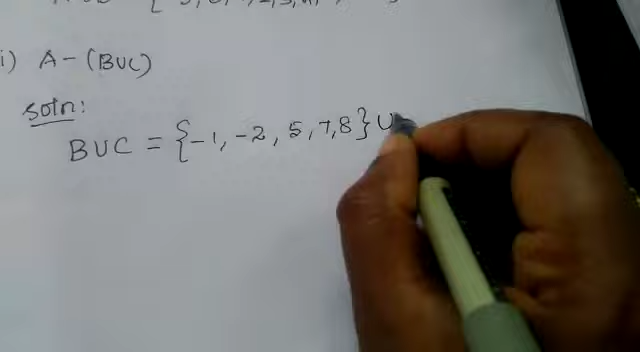 i) A - (BUC)
soln:
BUC = {-1, -2, 5, 7, 8} U